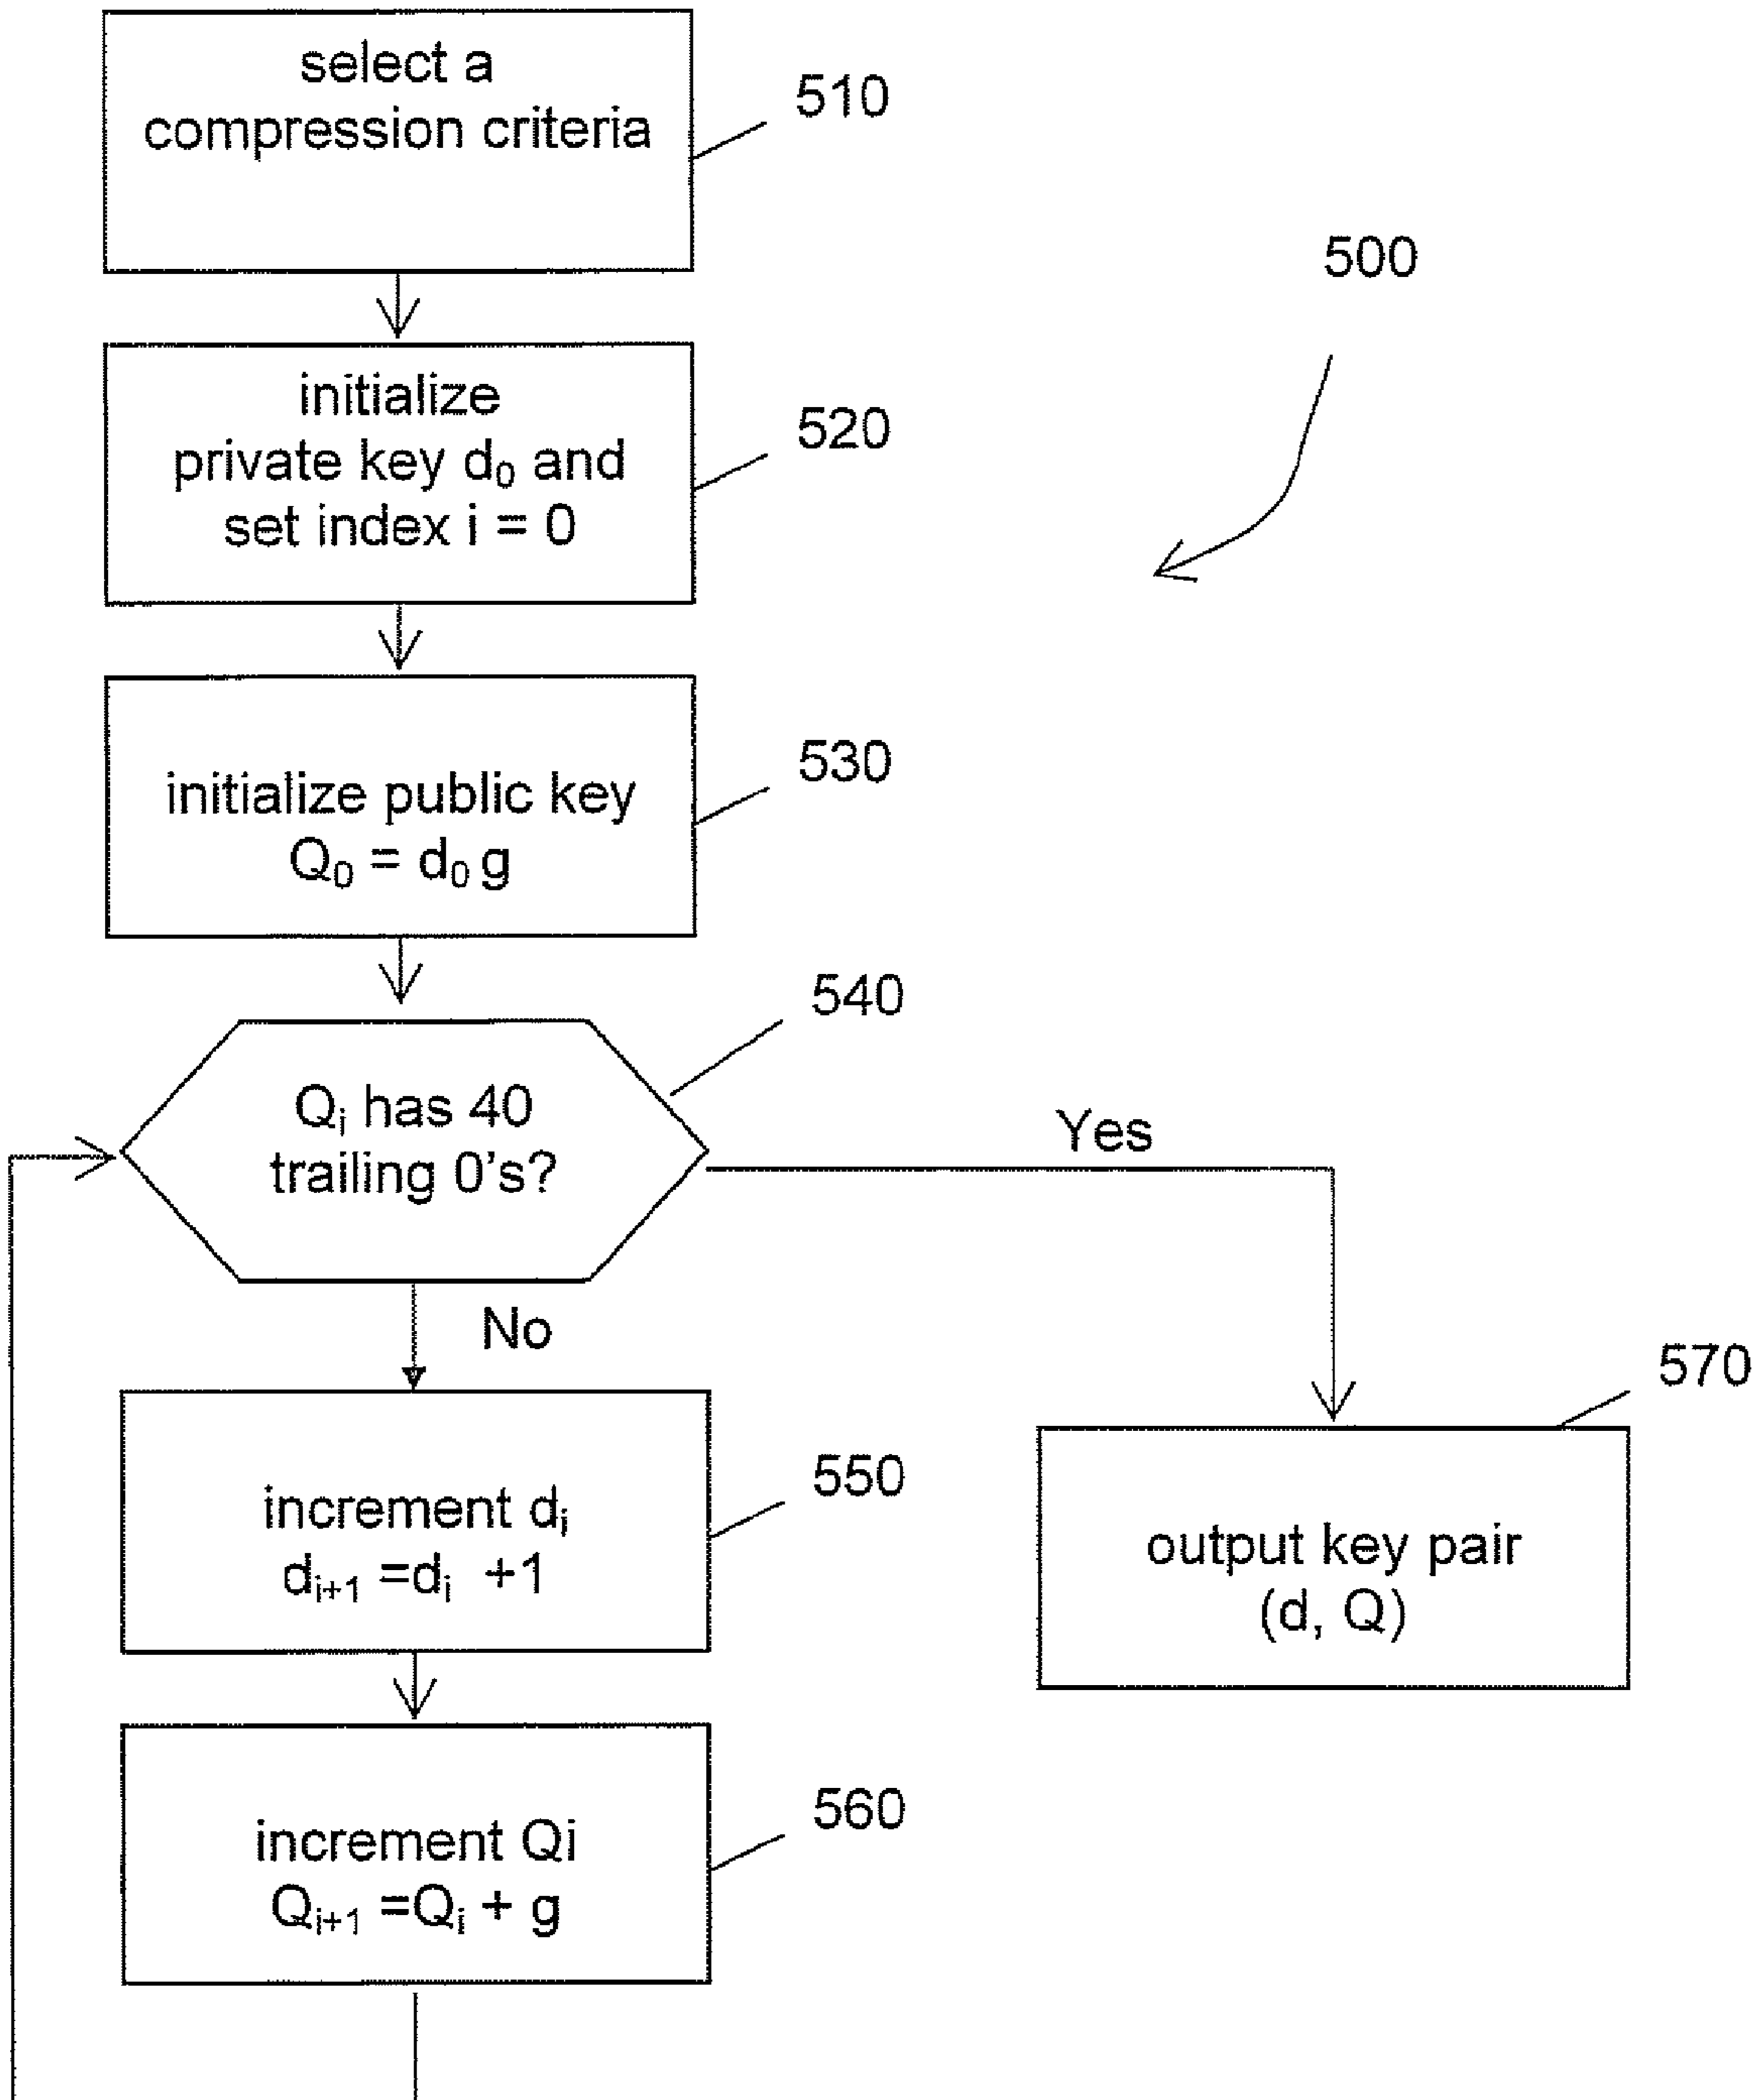 select a
compression criteria
510
500
initialize
private key d₀ and
set index i = 0
520
initialize public key
Q₀ = d₀ g
530
540
Qᵢ has 40
trailing 0's?
Yes
No
570
increment dᵢ
dᵢ₊₁ =dᵢ +1
550
output key pair
(d, Q)
increment Qi
Qᵢ₊₁ =Qᵢ + g
560